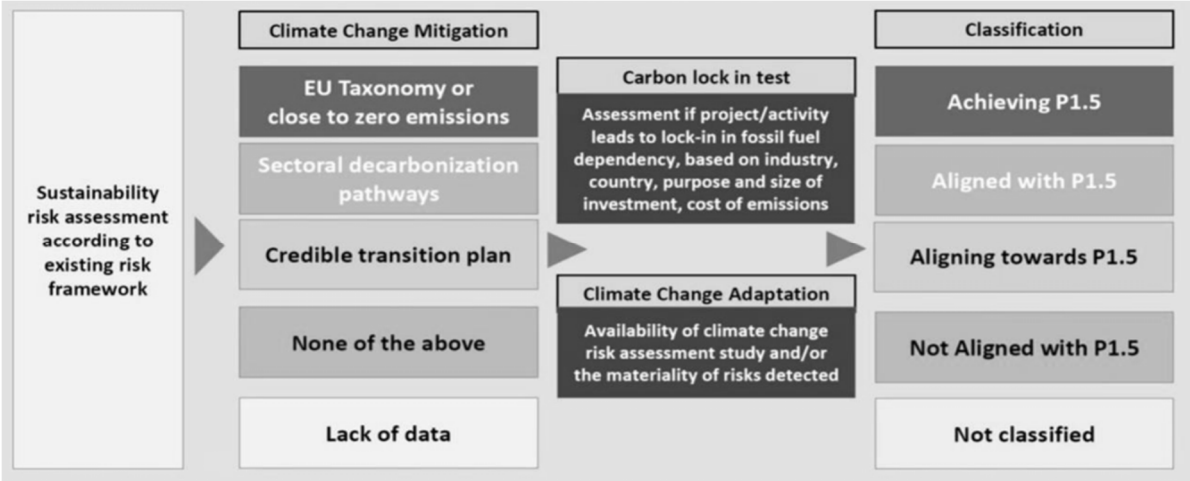 Sustainability
risk assessment
according to
existing risk
framework
Climate Change Mitigation
EU Taxonomy or
close to zero emissions
Sectoral decarbonization
pathways
Credible transition plan
None of the above
Lack of data
Carbon lock in test
Assessment if project/activity
leads to lock-in in fossil fuel
dependency, based on industry,
country, purpose and size of
investment, cost of emissions
Climate Change Adaptation
Availability of climate change
risk assessment study and/or
the materiality of risks detected
Classification
Achieving P1.5
Aligned with P1.5
Aligning towards P1.5
Not Aligned with P1.5
Not classified